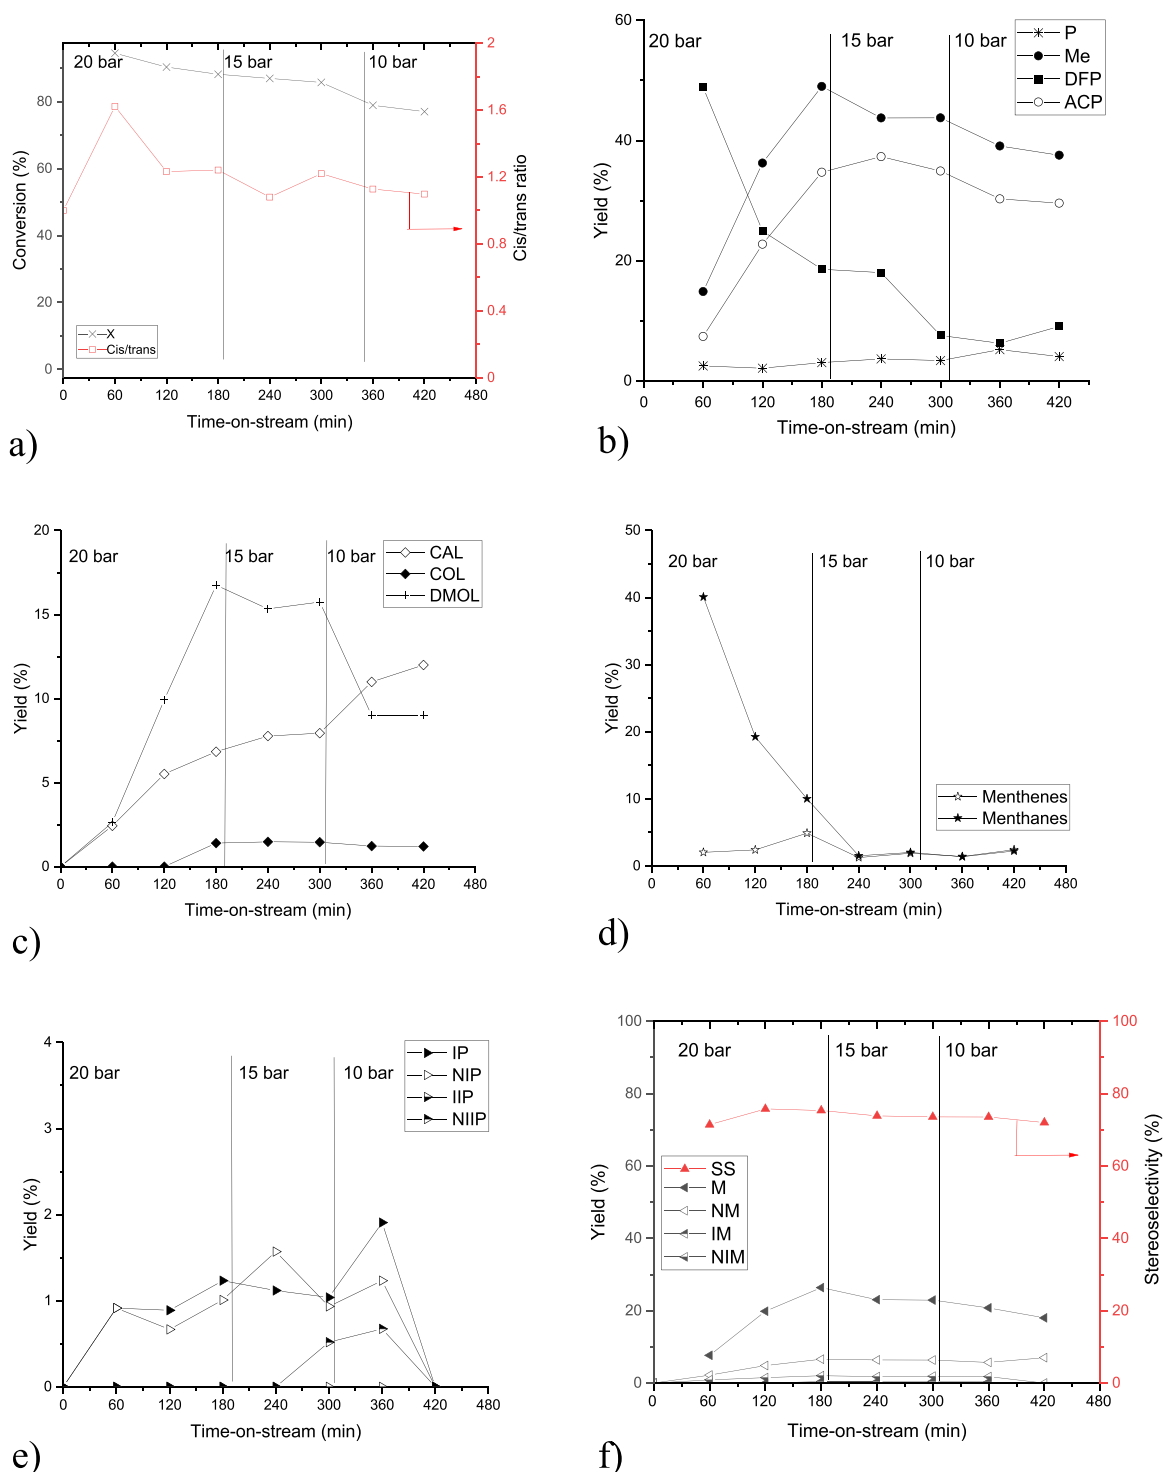 20 bar 15 bar 10 bar
Conversion (%)
Cis/trans ratio
0 20 40 60 80
0 0.4 0.8 1.2 1.6 2
X
Cis/trans
0 60 120 180 240 300 360 420 480
Time-on-stream (min)
a)
20 bar 15 bar 10 bar
P
Me
DFP
ACP
Yield (%)
0 20 40 60
0 60 120 180 240 300 360 420
Time-on-stream (min)
b)
20 bar 15 bar 10 bar
CAL
COL
DMOL
Yield (%)
0 5 10 15 20
0 60 120 180 240 300 360 420 480
Time-on-stream (min)
c)
20 bar 15 bar 10 bar
Menthenes
Menthanes
Yield (%)
0 10 20 30 40 50
0 60 120 180 240 300 360 420 480
Time-on-stream (min)
d)
20 bar 15 bar 10 bar
IP
NIP
IIP
NIIP
Yield (%)
0 1 2 3 4
0 60 120 180 240 300 360 420 480
Time-on-stream (min)
e)
20 bar 15 bar 10 bar
SS
M
NM
IM
NIM
Yield (%)
Stereoselectivity (%)
0 20 40 60 80 100
0 20 40 60 80 100
0 60 120 180 240 300 360 420 480
Time-on-stream (min)
f)